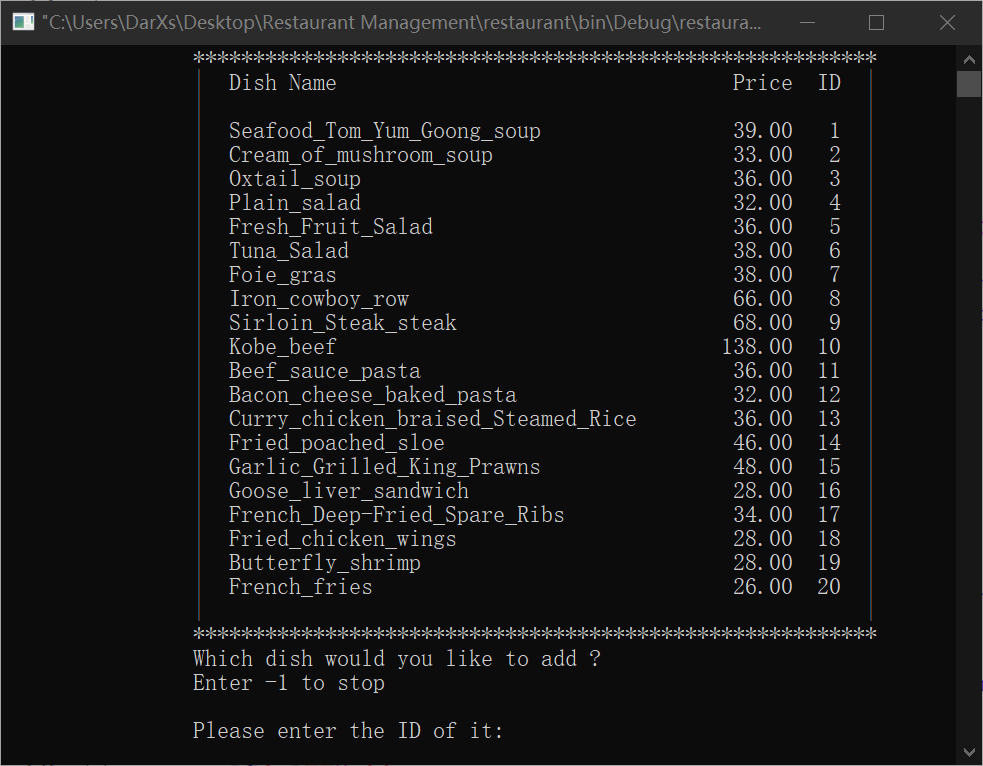 "C:\Users\DarXs\Desktop\Restaurant Management\restaurant\bin\Debug\restaura...
*********************************************************
Dish Name Price ID
Seafood_Tom_Yum_Goong_soup 39.00 1
Cream_of_mushroom_soup 33.00 2
Oxtail_soup 36.00 3
Plain_salad 32.00 4
Fresh_Fruit_Salad 36.00 5
Tuna_Salad 38.00 6
Foie_gras 38.00 7
Iron_cowboy_row 66.00 8
Sirloin_Steak_steak 68.00 9
Kobe_beef 138.00 10
Beef_sauce_pasta 36.00 11
Bacon_cheese_baked_pasta 32.00 12
Curry_chicken_braised_Steamed_Rice 36.00 13
Fried_poached_sloe 46.00 14
Garlic_Grilled_King_Prawns 48.00 15
Goose_liver_sandwich 28.00 16
French_Deep-Fried_Spare_Ribs 34.00 17
Fried_chicken_wings 28.00 18
Butterfly_shrimp 28.00 19
French_fries 26.00 20
*********************************************************
Which dish would you like to add ?
Enter -1 to stop
Please enter the ID of it: